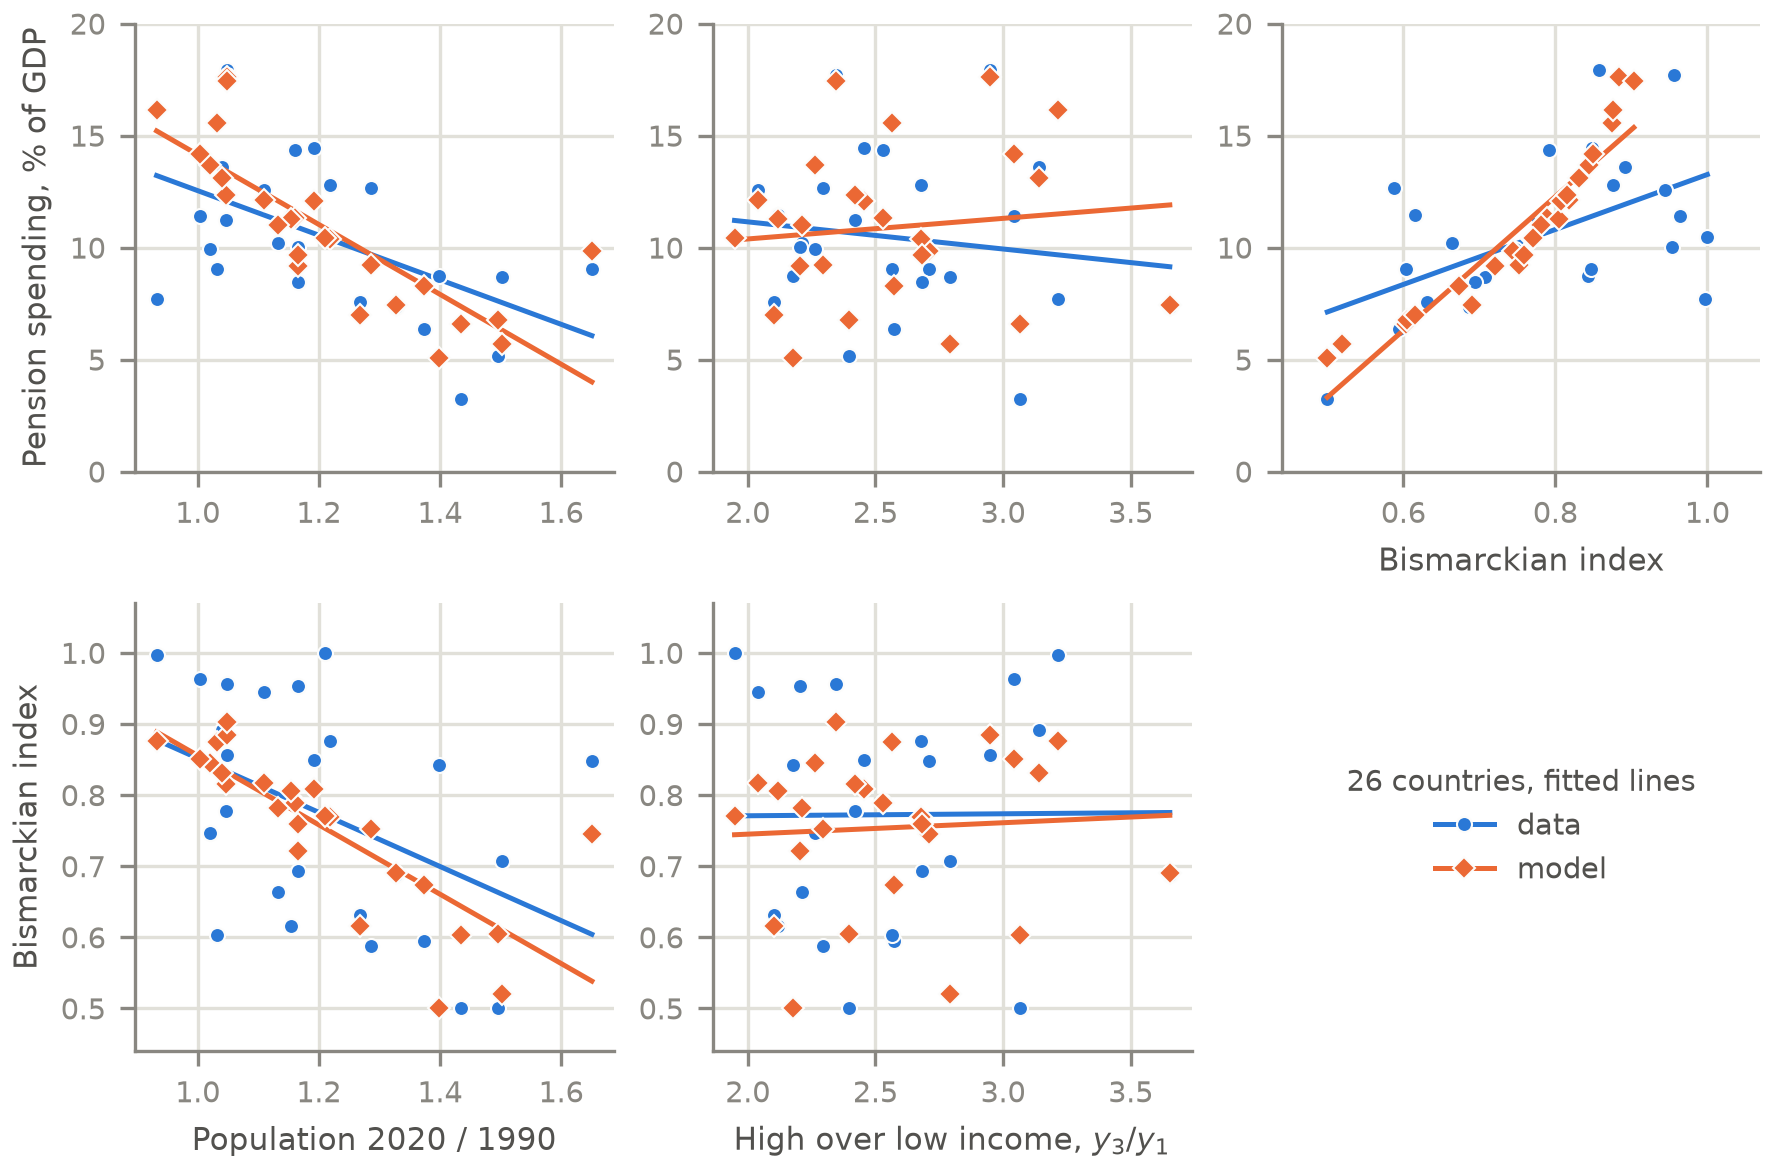 Pension spending, % of GDP
20
15
10
5
0
1.0 1.2 1.4 1.6
20
15
10
5
0
2.0 2.5 3.0 3.5
20
15
10
5
0
0.6 0.8 1.0
Bismarckian index
Bismarckian index
1.0
0.9
0.8
0.7
0.6
0.5
1.0 1.2 1.4 1.6
Population 2020 / 1990
1.0
0.9
0.8
0.7
0.6
0.5
2.0 2.5 3.0 3.5
High over low income, y₃/y₁
26 countries, fitted lines
data
model